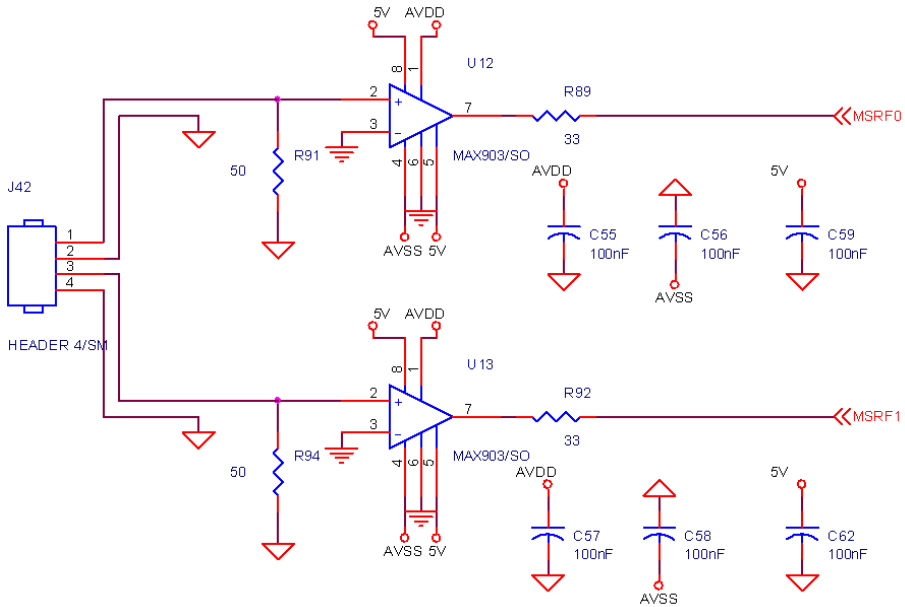 5V AVDD
U12
8 1
2 + 7 R89 MSRF0
3 -
33
MAX903/SO
4 6 5
50 R91
AVSS 5V
AVDD 5V
C55 C56 C59
100nF 100nF 100nF
AVSS
J42
1
2
3
4
HEADER 4/SM
5V AVDD
U13
8 1
2 + 7 R92 MSRF1
3 -
33
MAX903/SO
4 6 5
50 R94
AVSS 5V
AVDD 5V
C57 C58 C62
100nF 100nF 100nF
AVSS